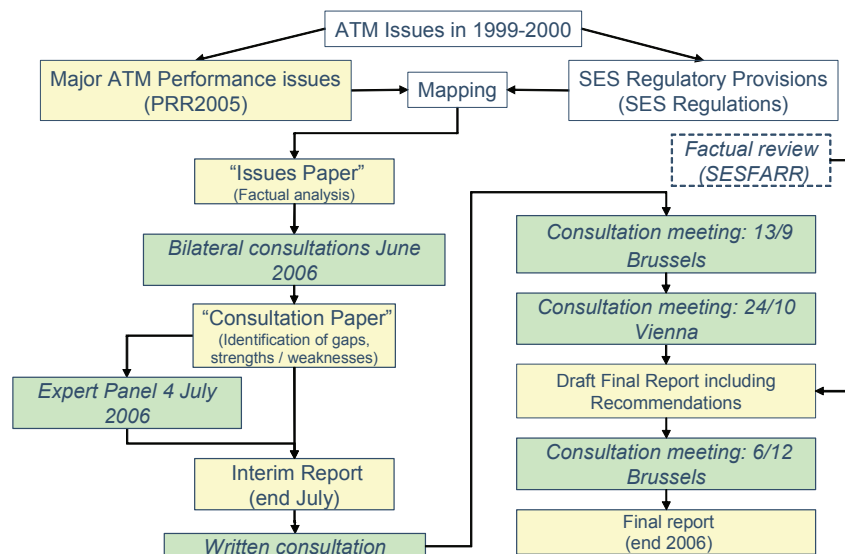 ATM Issues in 1999-2000
Major ATM Performance issues
(PRR2005)
Mapping
SES Regulatory Provisions
(SES Regulations)
Factual review
(SESFARR)
“Issues Paper”
(Factual analysis)
Bilateral consultations June
2006
“Consultation Paper”
(Identification of gaps,
strengths / weaknesses)
Expert Panel 4 July
2006
Interim Report
(end July)
Written consultation
Consultation meeting: 13/9
Brussels
Consultation meeting: 24/10
Vienna
Draft Final Report including
Recommendations
Consultation meeting: 6/12
Brussels
Final report
(end 2006)